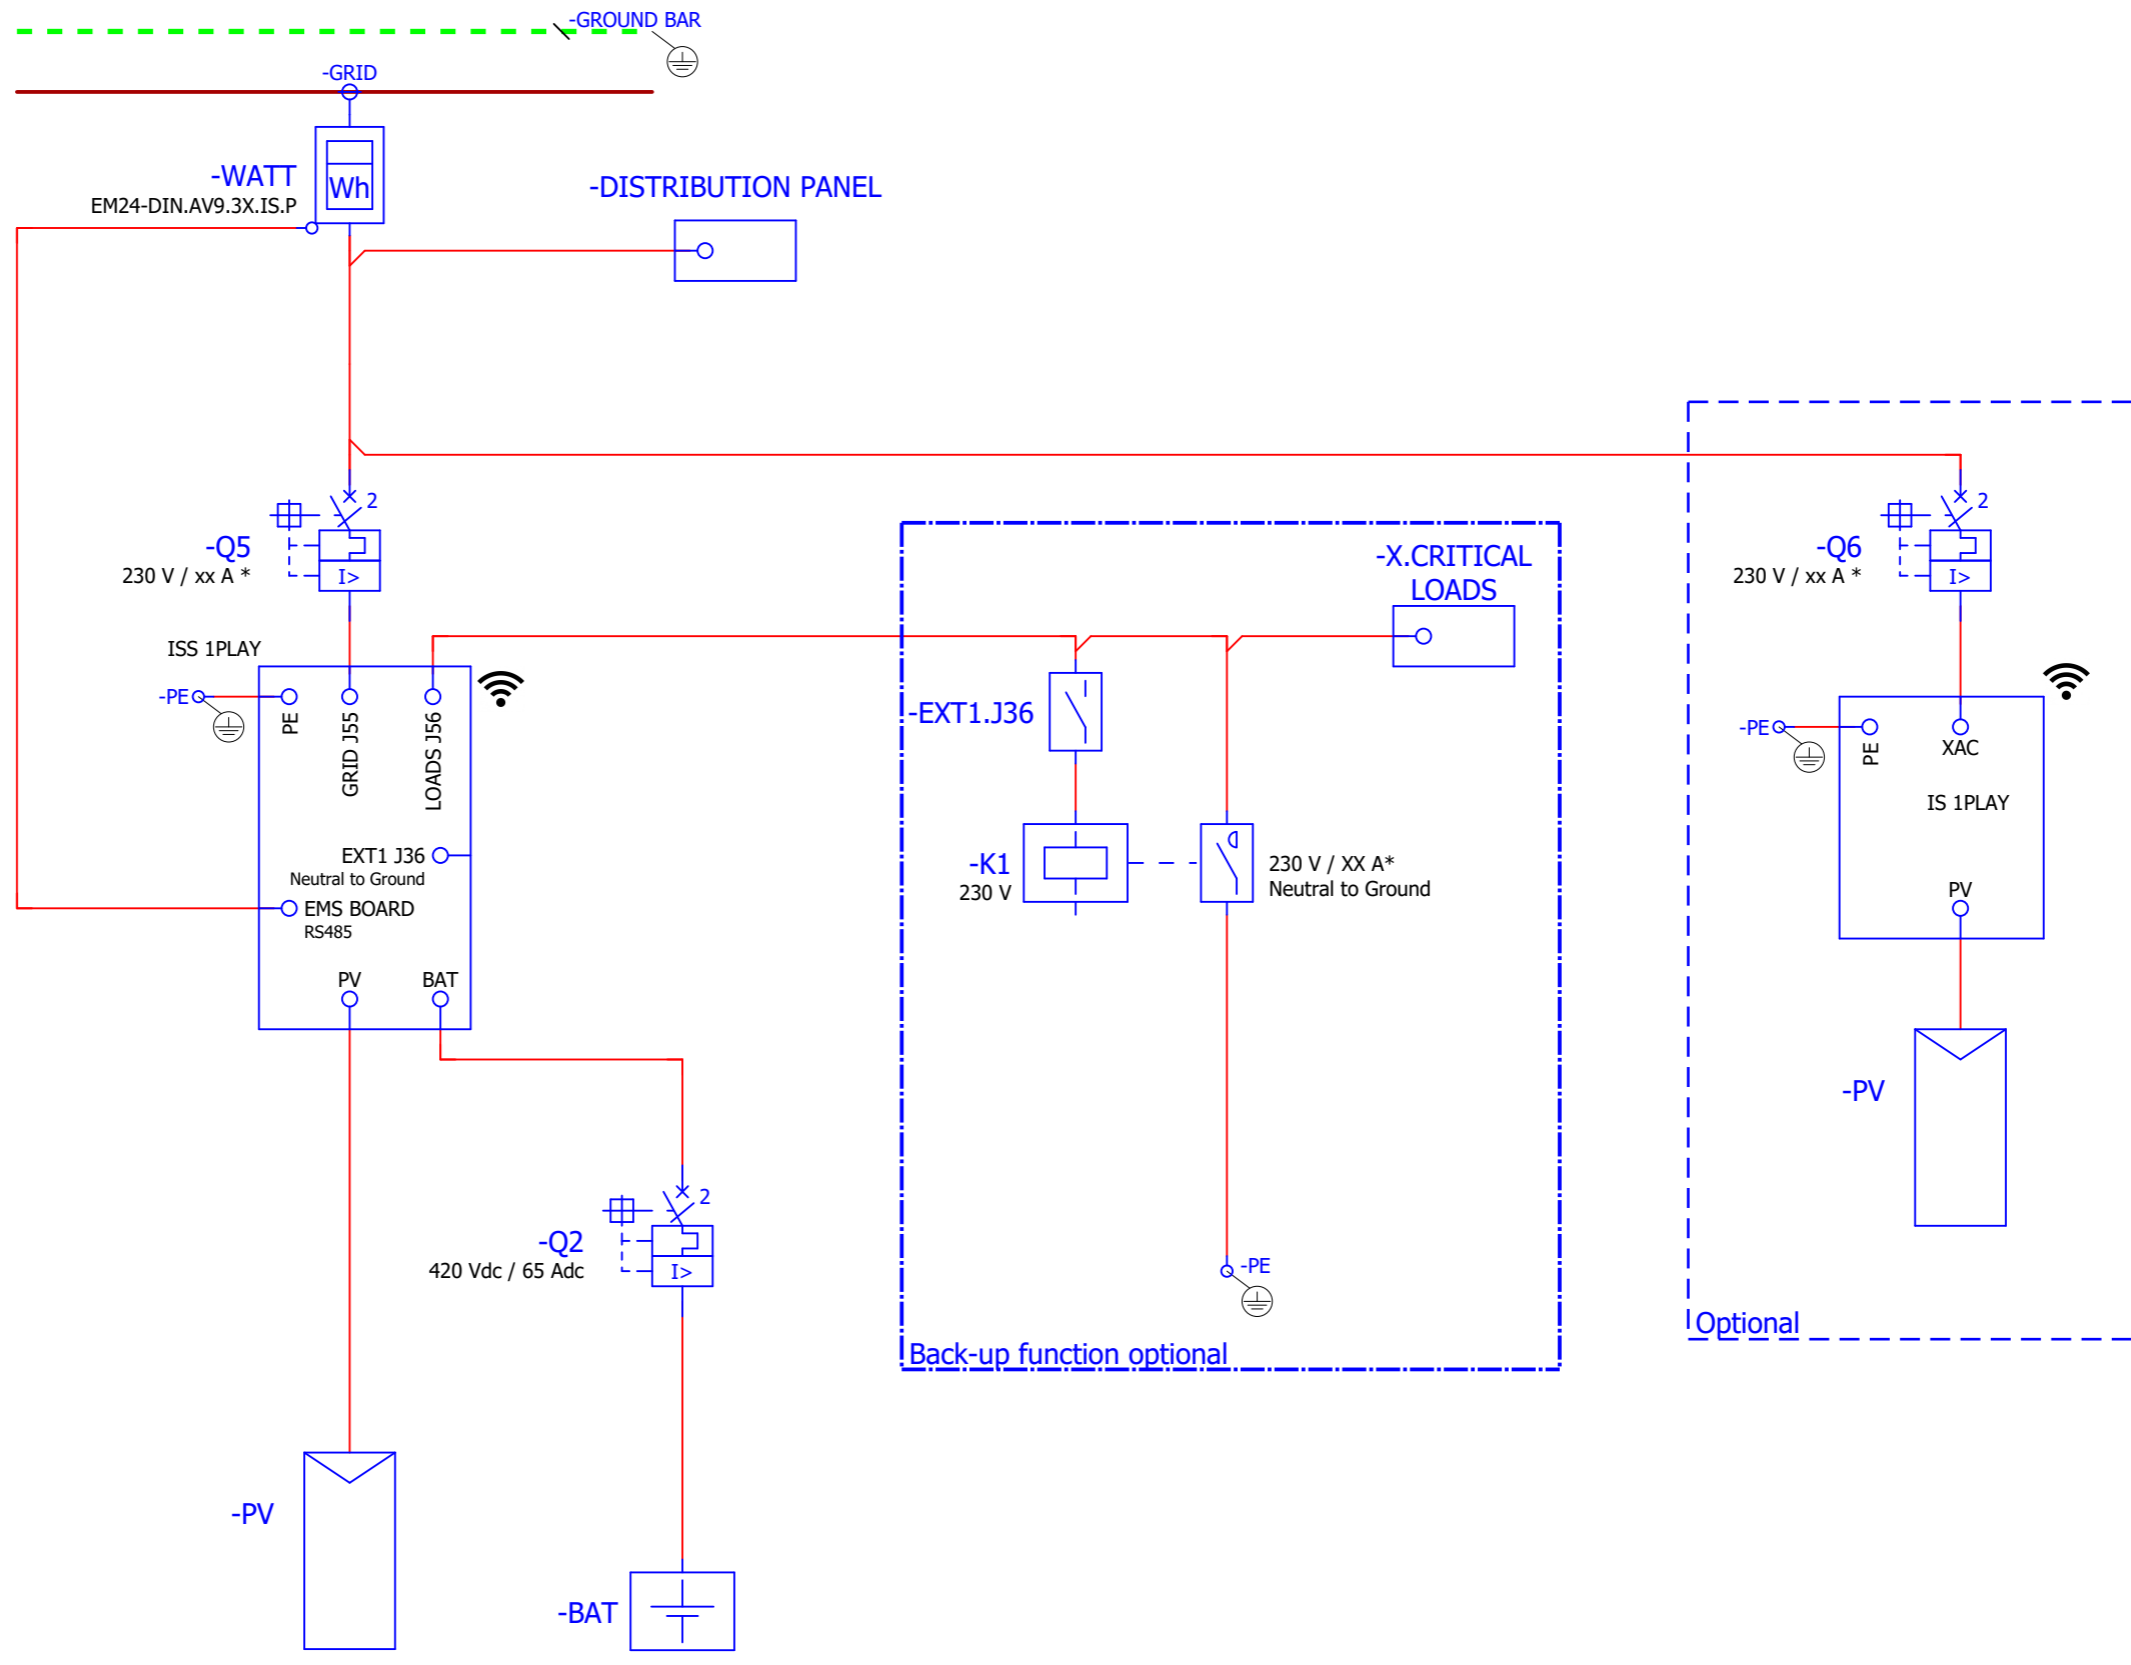 -GROUND BAR
-GRID
-WATT
EM24-DIN.AV9.3X.IS.P
Wh
-DISTRIBUTION PANEL
2
-Q5
230 V / xx A *
I>
2
-Q6
230 V / xx A *
I>
-X.CRITICAL
LOADS
ISS 1PLAY
-PE
PE
GRID J55
LOADS J56
EXT1 J36
Neutral to Ground
EMS BOARD
RS485
PV
BAT
-EXT1.J36
-K1
230 V
230 V / XX A*
Neutral to Ground
-PE
-PE
PE
XAC
IS 1PLAY
PV
-PV
2
-Q2
420 Vdc / 65 Adc
I>
Back-up function optional
Optional
-PV
-BAT